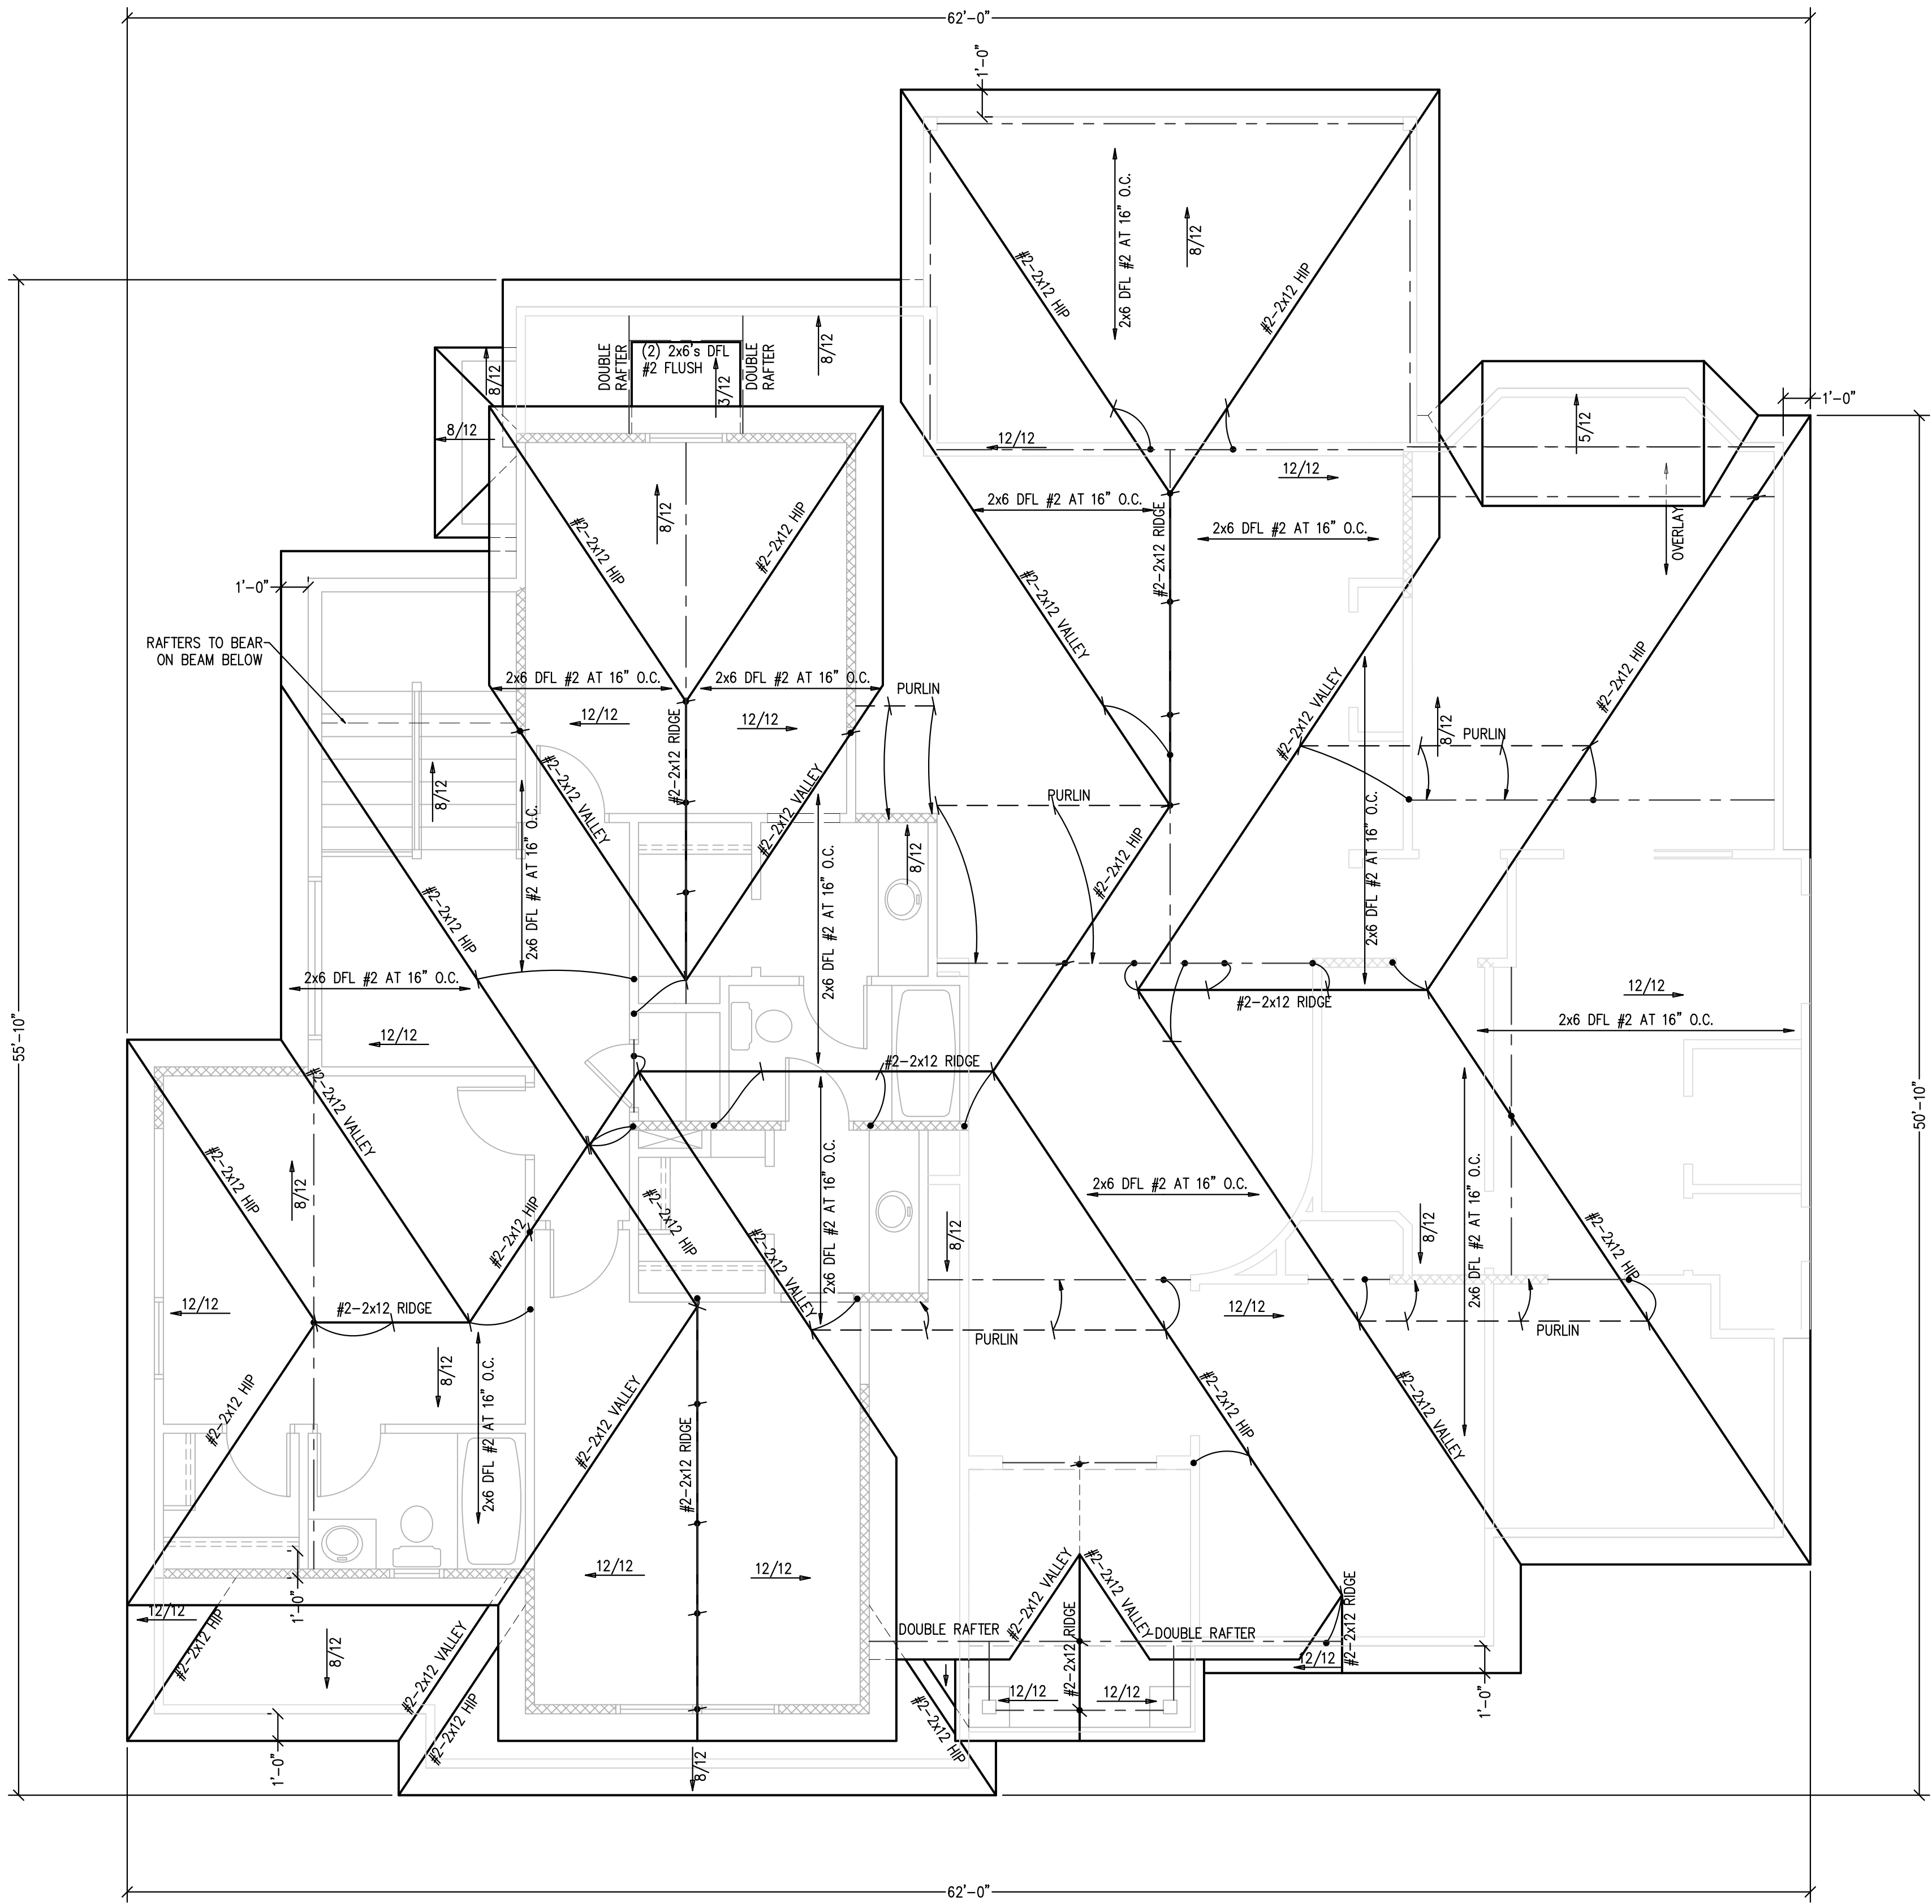 62'-0"
1'-0"
2x6 DFL #2 AT 16" O.C.
8/12
#2-2x12 HIP
#2-2x12 HIP
DOUBLE
RAFTER
(2) 2x6's DFL
#2 FLUSH
DOUBLE
RAFTER
8/12
8/12
3/12
8/12
1'-0"
5/12
12/12
12/12
OVERLAY
2x6 DFL #2 AT 16" O.C.
2x6 DFL #2 AT 16" O.C.
#2-2x12 RIDGE
8/12
#2-2x12 HIP
#2-2x12 HIP
1'-0"
#2-2x12 VALLEY
RAFTERS TO BEAR
ON BEAM BELOW
2x6 DFL #2 AT 16" O.C.
2x6 DFL #2 AT 16" O.C.
PURLIN
12/12
12/12
#2-2x12 RIDGE
#2-2x12 HIP
#2-2x12 VALLEY
8/12
PURLIN
8/12
#2-2x12 VALLEY
#2-2x12 VALLEY
PURLIN
2x6 DFL #2 AT 16" O.C.
2x6 DFL #2 AT 16" O.C.
8/12
#2-2x12 HIP
2x6 DFL #2 AT 16" O.C.
#2-2x12 HIP
2x6 DFL #2 AT 16" O.C.
12/12
#2-2x12 RIDGE
12/12
2x6 DFL #2 AT 16" O.C.
55'-10"
50'-10"
#2-2x12 RIDGE
#2-2x12 VALLEY
#2-2x12 HIP
8/12
#2-2x12 HIP
#2-2x12 HIP
2x6 DFL #2 AT 16" O.C.
2x6 DFL #2 AT 16" O.C.
8/12
8/12
2x6 DFL #2 AT 16" O.C.
#2-2x12 HIP
#2-2x12 VALLEY
12/12
#2-2x12 RIDGE
12/12
PURLIN
PURLIN
8/12
2x6 DFL #2 AT 16" O.C.
#2-2x12 HIP
#2-2x12 VALLEY
#2-2x12 RIDGE
#2-2x12 HIP
#2-2x12 VALLEY
12/12
12/12
1'-0"
12/12
#2-2x12 HIP
8/12
#2-2x12 VALLEY
#2-2x12 HIP
DOUBLE RAFTER
#2-2x12 VALLEY
#2-2x12 RIDGE
#2-2x12 VALLEY
DOUBLE RAFTER
12/12
#2-2x12 RIDGE
12/12
12/12
#2-2x12 HIP
1'-0"
1'-0"
8/12
62'-0"